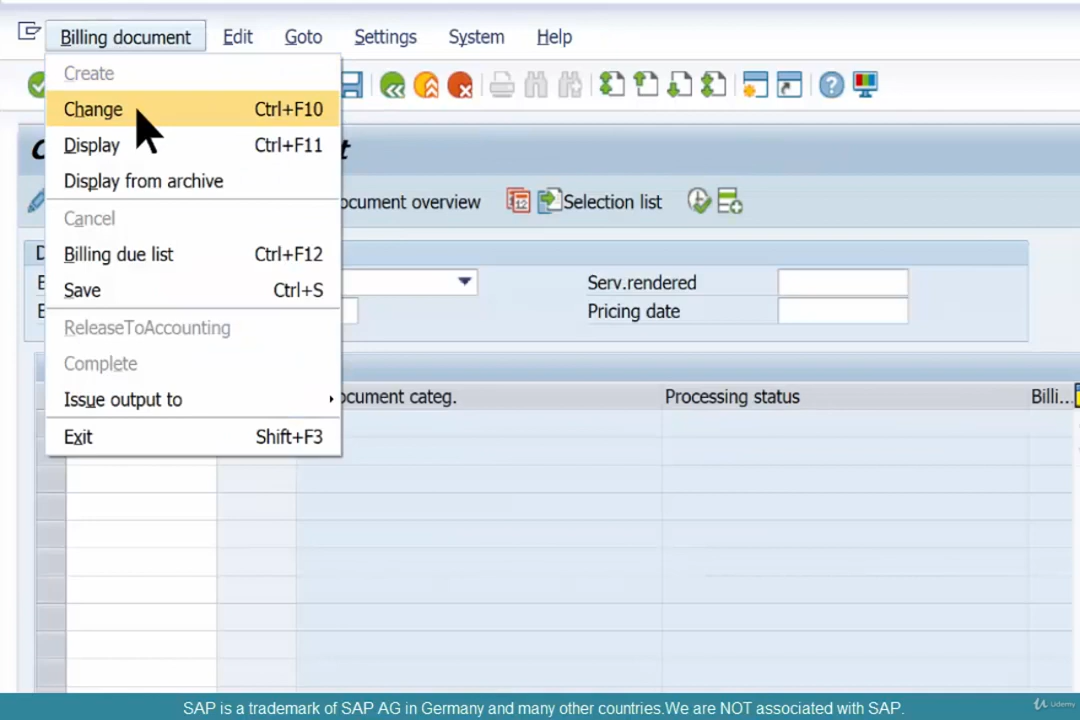 Billing document Edit Goto Settings System Help
Create
Change Ctrl+F10
Display Ctrl+F11
Display from archive
Cancel
Billing due list Ctrl+F12
Save Ctrl+S
ReleaseToAccounting
Complete
Issue output to
Exit Shift+F3
ocument overview Selection list
Serv.rendered
Pricing date
ocument categ. Processing status Billi...
SAP is a trademark of SAP AG in Germany and many other countries.We are NOT associated with SAP.
Udemy